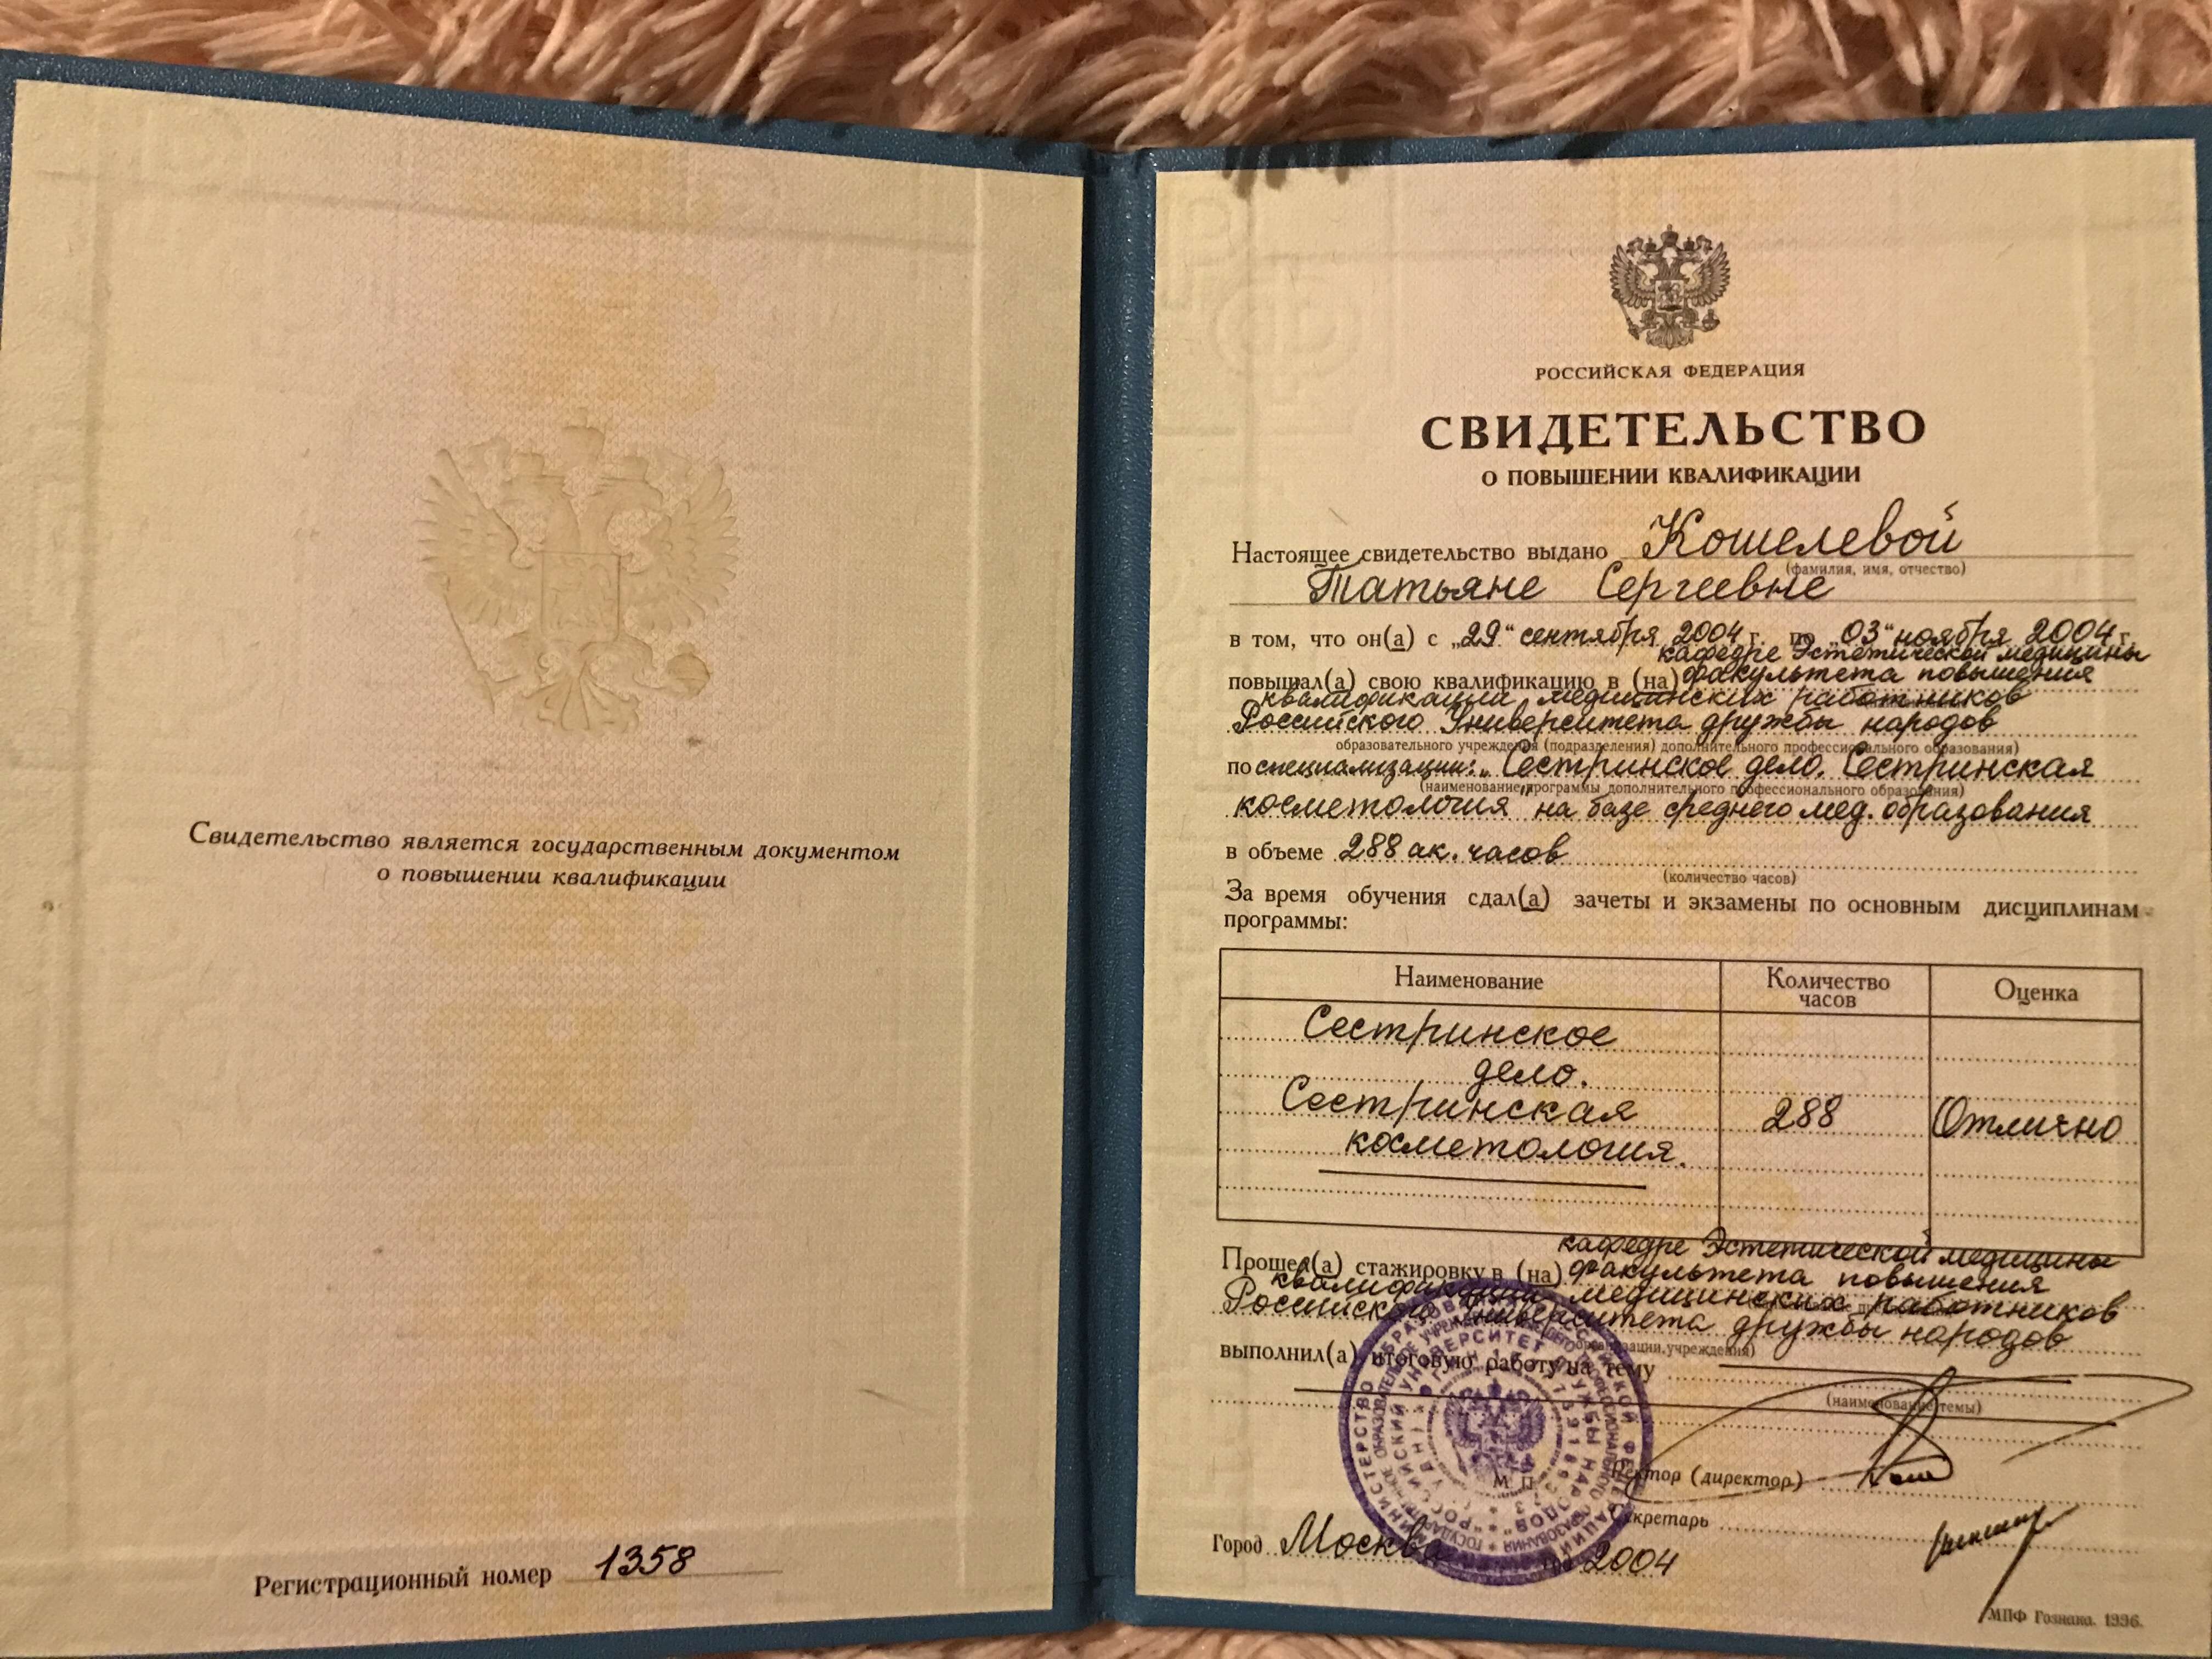 Свидетельство является государственным документом
о повышении квалификации
Регистрационный номер 1358
РОССИЙСКАЯ ФЕДЕРАЦИЯ
СВИДЕТЕЛЬСТВО
О ПОВЫШЕНИИ КВАЛИФИКАЦИИ
Настоящее свидетельство выдано Кошелевой
(фамилия, имя, отчество)
Татьяне Сергеевне
в том, что он(а) с „29“ сентября 2004 г. по „03“ ноября 2004 г.
кафедре Эстетической медицины
повышал(а) свою квалификацию в (на) факультета повышения
квалификации медицинских работников
Российского Университета дружбы народов
образовательного учреждения (подразделения) дополнительного профессионального образования)
по специализации: „Сестринское дело. Сестринская
(наименование программы дополнительного профессионального образования)
косметология“ на базе среднего мед. образования
в объеме 288 ак. часов
(количество часов)
За время обучения сдал(а) зачеты и экзамены по основным дисциплинам
программы:
Наименование Количество часов Оценка
Сестринское
дело.
Сестринская 288 Отлично
косметология.
кафедре Эстетической медицины
Прошел(а) стажировку в (на) факультета повышения
квалификации медицинских работников
Российского Университета дружбы народов
организации, учреждения)
выполнил(а) итоговую работу на тему
(наименование темы)
М. П.
Ректор (директор)
Секретарь
Город Москва год 2004
МПФ Гознака. 1996.